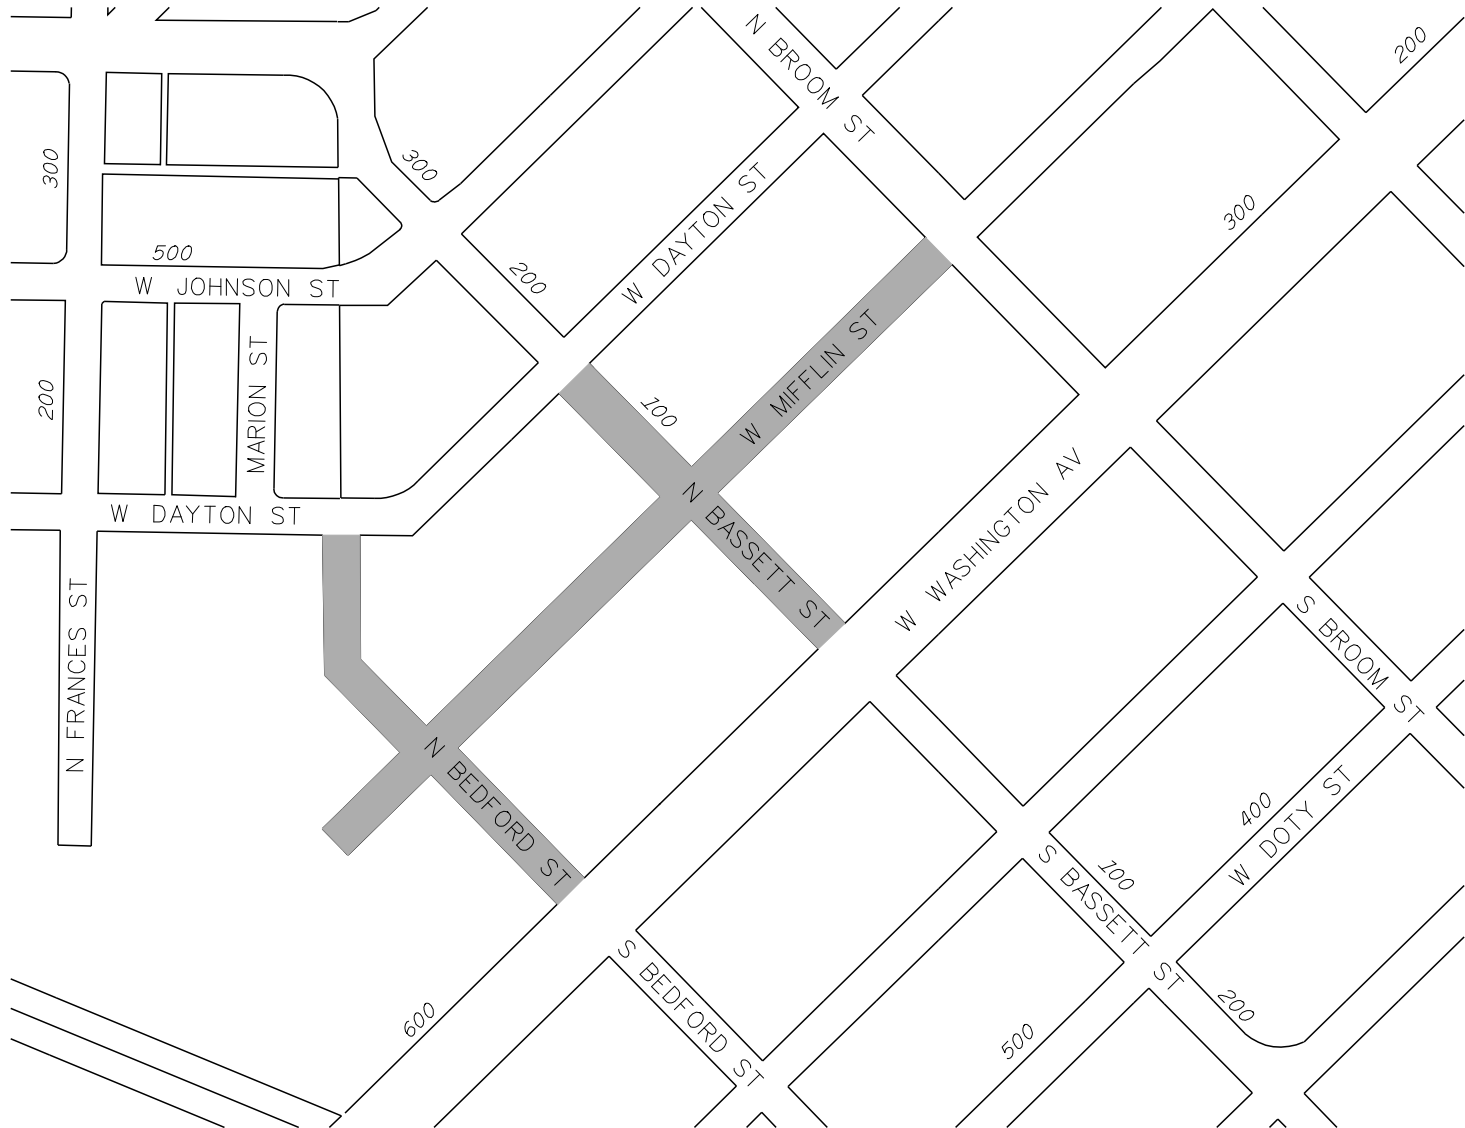 N BROOM ST
200
300
300
W DAYTON ST
300
500
W JOHNSON ST
200
W MIFFLIN ST
MARION ST
200
100
W DAYTON ST
N BASSETT ST
W WASHINGTON AV
N FRANCES ST
S BROOM ST
N BEDFORD ST
400
W DOTY ST
100
S BASSETT ST
S BEDFORD ST
200
600
500